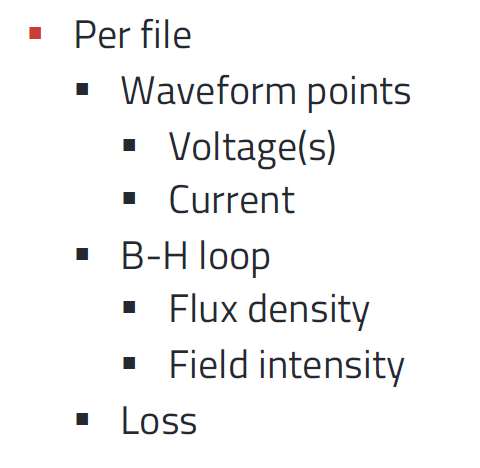 Per file
Waveform points
Voltage(s)
Current
B-H loop
Flux density
Field intensity
Loss